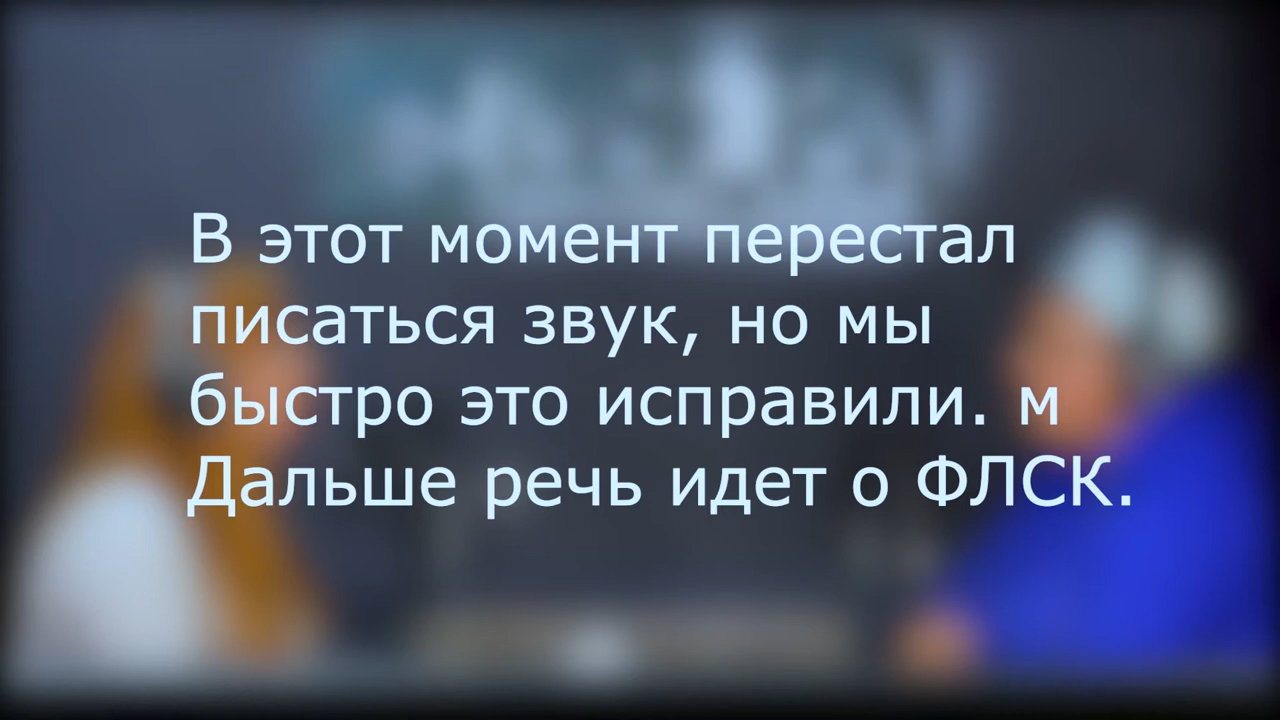 В этот момент перестал
писаться звук, но мы
быстро это исправили. м
Дальше речь идет о ФЛСК.